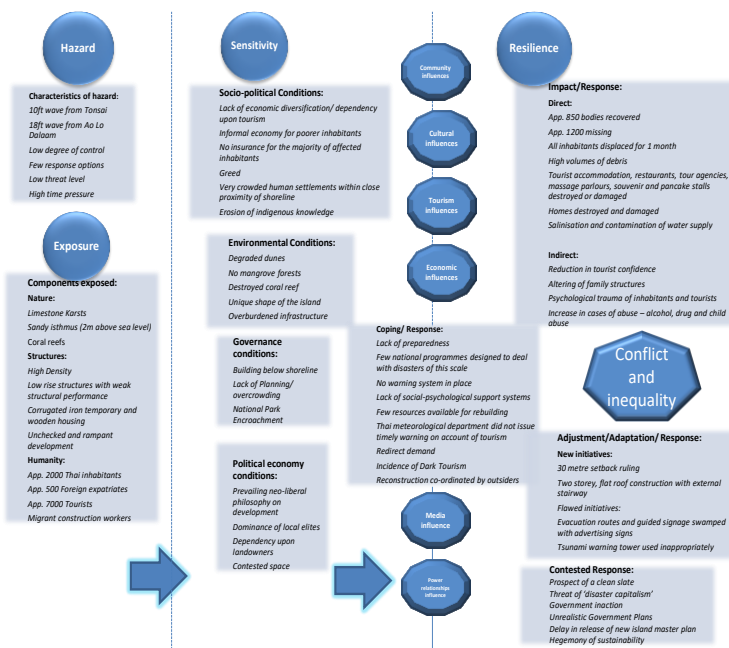 Hazard
Characteristics of hazard:
10ft wave from Tonsai
18ft wave from Ao Lo
Dalaam
Low degree of control
Few response options
Low threat level
High time pressure
Exposure
Components exposed:
Nature:
Limestone Karsts
Sandy isthmus (2m above sea level)
Coral reefs
Structures:
High Density
Low rise structures with weak
structural performance
Corrugated iron temporary and
wooden housing
Unchecked and rampant
development
Humanity:
App. 2000 Thai inhabitants
App. 500 Foreign expatriates
App. 7000 Tourists
Migrant construction workers
Sensitivity
Socio-political Conditions:
Lack of economic diversification/ dependency
upon tourism
Informal economy for poorer inhabitants
No insurance for the majority of affected
inhabitants
Greed
Very crowded human settlements within close
proximity of shoreline
Erosion of indigenous knowledge
Environmental Conditions:
Degraded dunes
No mangrove forests
Destroyed coral reef
Unique shape of the island
Overburdened infrastructure
Governance
conditions:
Building below shoreline
Lack of Planning/
overcrowding
National Park
Encroachment
Political economy
conditions:
Prevailing neo-liberal
philosophy on
development
Dominance of local elites
Dependency upon
landowners
Contested space
Community
influences
Cultural
influences
Tourism
influences
Economic
influences
Coping/ Response:
Lack of preparedness
Few national programmes designed to deal
with disasters of this scale
No warning system in place
Lack of social-psychological support systems
Few resources available for rebuilding
Thai meteorological department did not issue
timely warning on account of tourism
Redirect demand
Incidence of Dark Tourism
Reconstruction co-ordinated by outsiders
Media
influence
Power
relationships
influence
Resilience
Impact/Response:
Direct:
App. 850 bodies recovered
App. 1200 missing
All inhabitants displaced for 1 month
High volumes of debris
Tourist accommodation, restaurants, tour agencies,
massage parlours, souvenir and pancake stalls
destroyed or damaged
Homes destroyed and damaged
Salinisation and contamination of water supply
Indirect:
Reduction in tourist confidence
Altering of family structures
Psychological trauma of inhabitants and tourists
Increase in cases of abuse – alcohol, drug and child
abuse
Conflict
and
inequality
Adjustment/Adaptation/ Response:
New initiatives:
30 metre setback ruling
Two storey, flat roof construction with external
stairway
Flawed initiatives:
Evacuation routes and guided signage swamped
with advertising signs
Tsunami warning tower used inappropriately
Contested Response:
Prospect of a clean slate
Threat of 'disaster capitalism'
Government inaction
Unrealistic Government Plans
Delay in release of new island master plan
Hegemony of sustainability